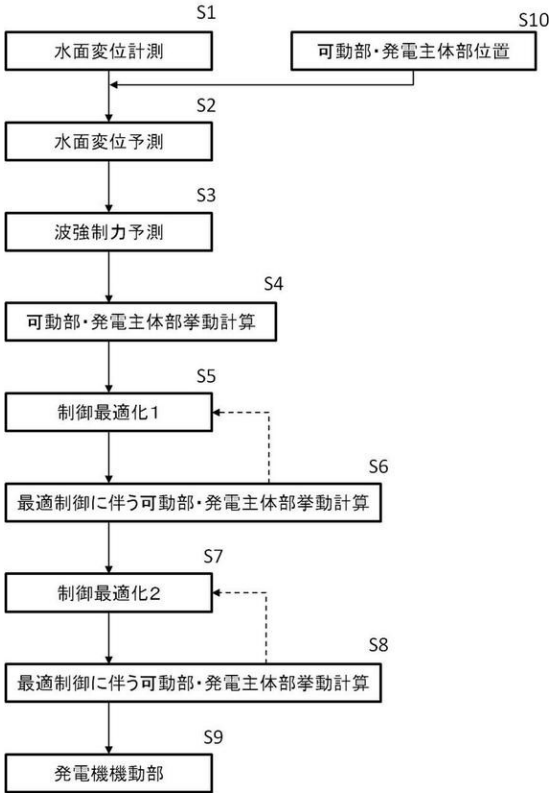 S1
水面変位計測
S10
可動部・発電主体部位置
S2
水面変位予測
S3
波強制力予測
S4
可動部・発電主体部挙動計算
S5
制御最適化1
S6
最適制御に伴う可動部・発電主体部挙動計算
S7
制御最適化2
S8
最適制御に伴う可動部・発電主体部挙動計算
S9
発電機機動部